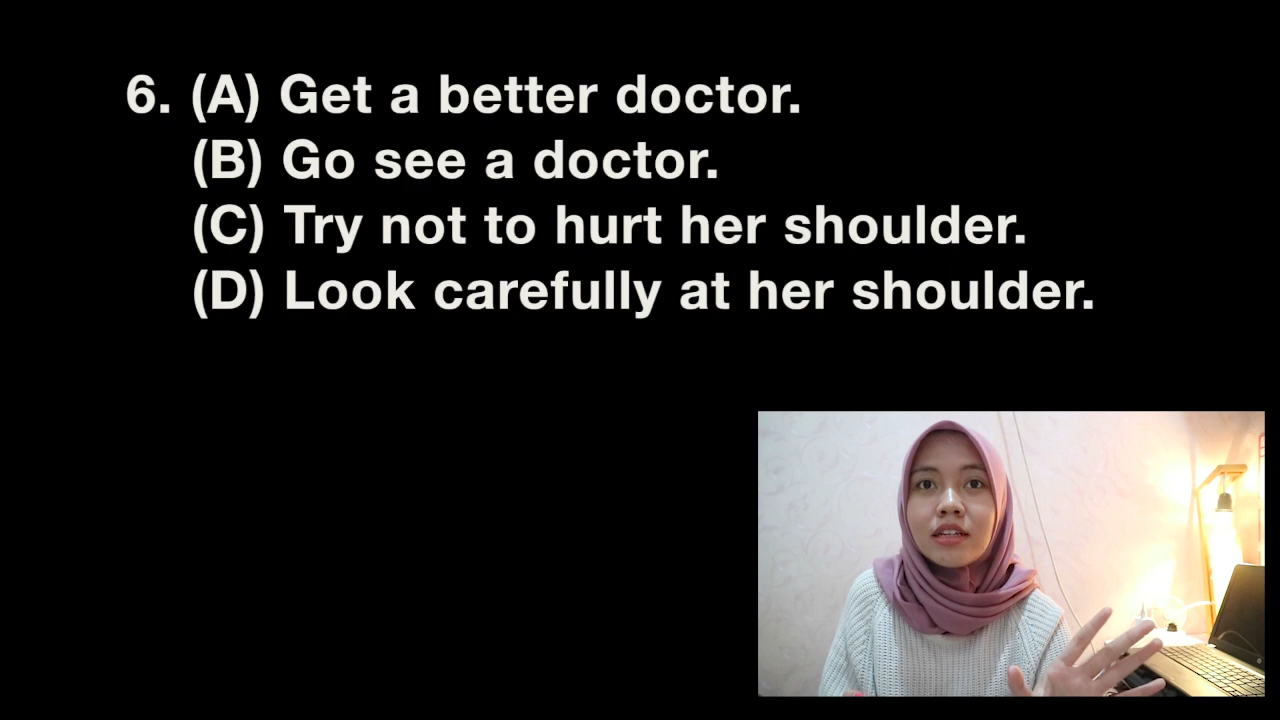 6. (A) Get a better doctor.
(B) Go see a doctor.
(C) Try not to hurt her shoulder.
(D) Look carefully at her shoulder.